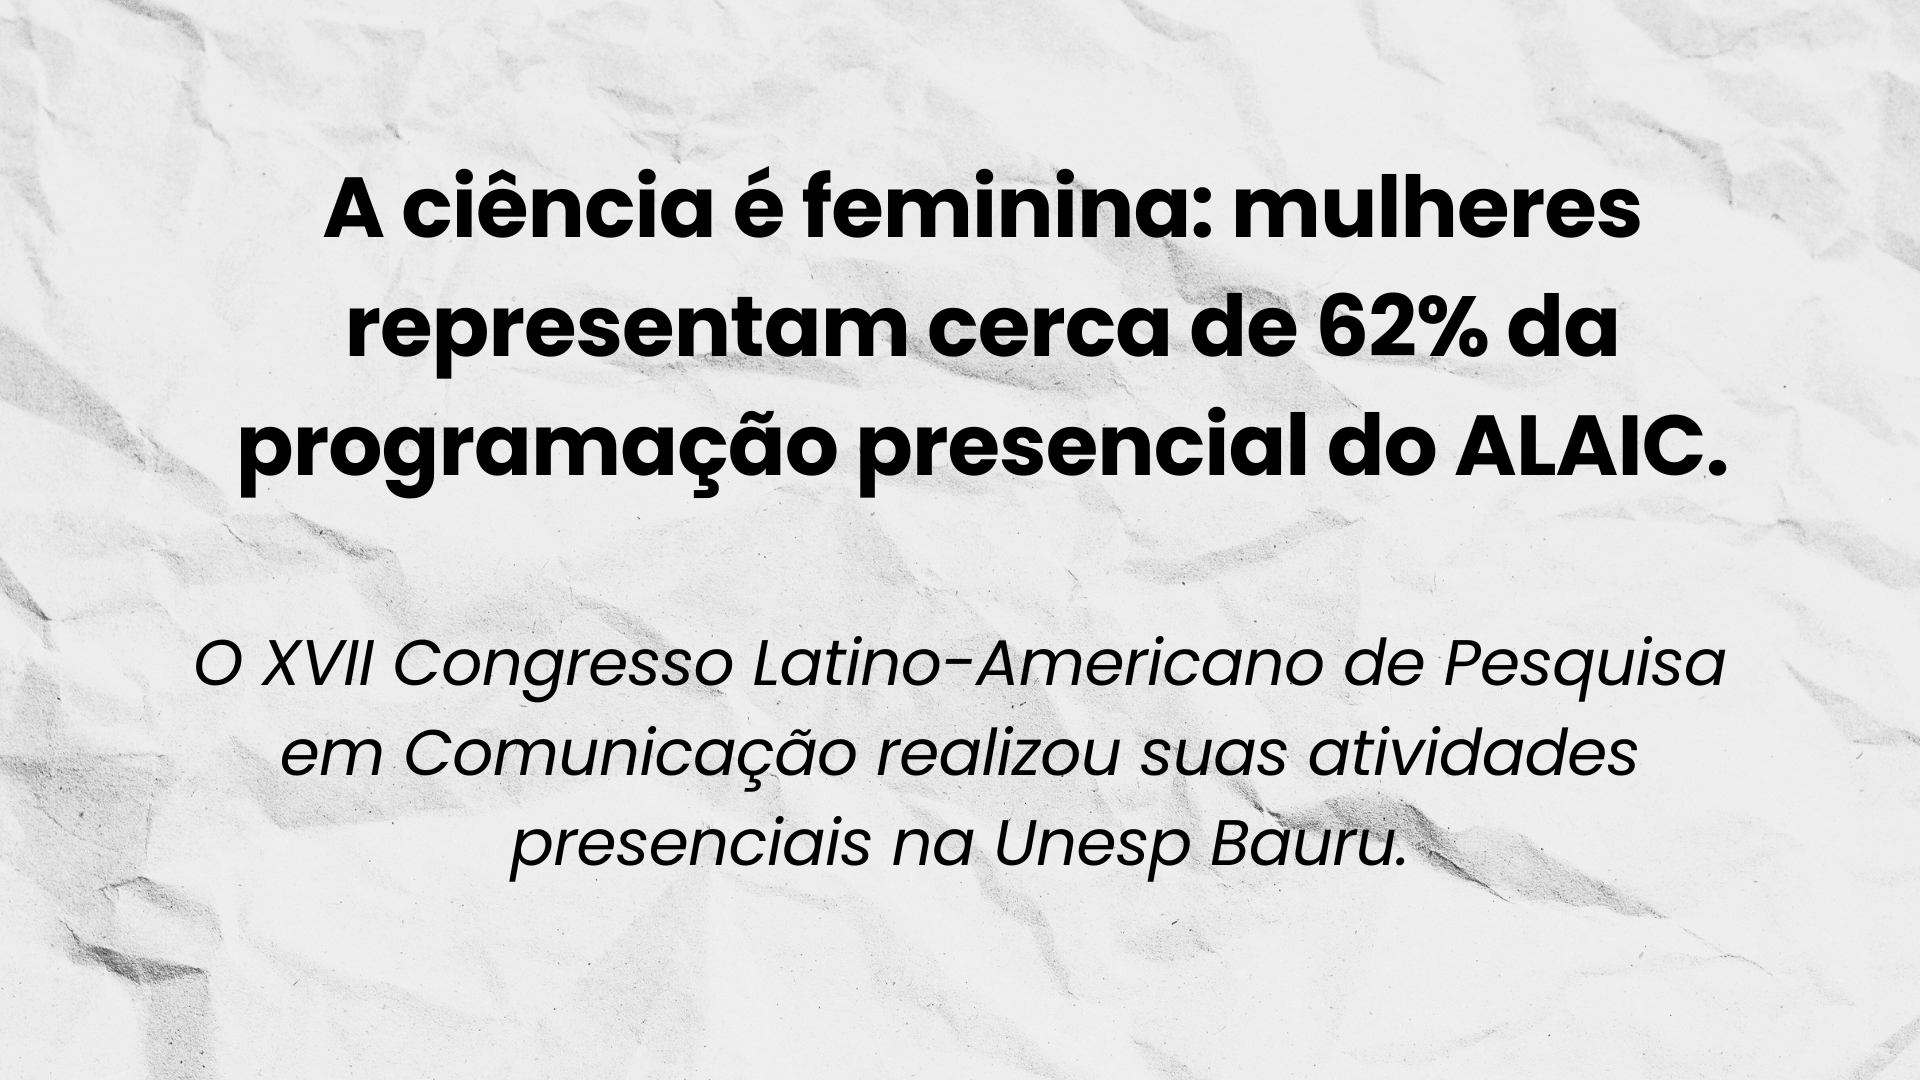 A ciência é feminina: mulheres
representam cerca de 62% da
programação presencial do ALAIC.
O XVII Congresso Latino-Americano de Pesquisa
em Comunicação realizou suas atividades
presenciais na Unesp Bauru.